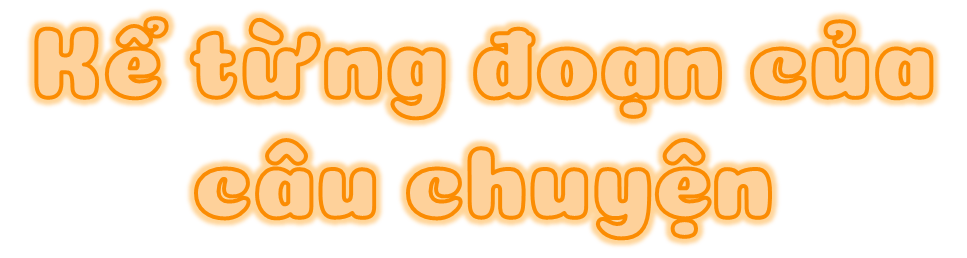 Kể từng đoạn của
câu chuyện